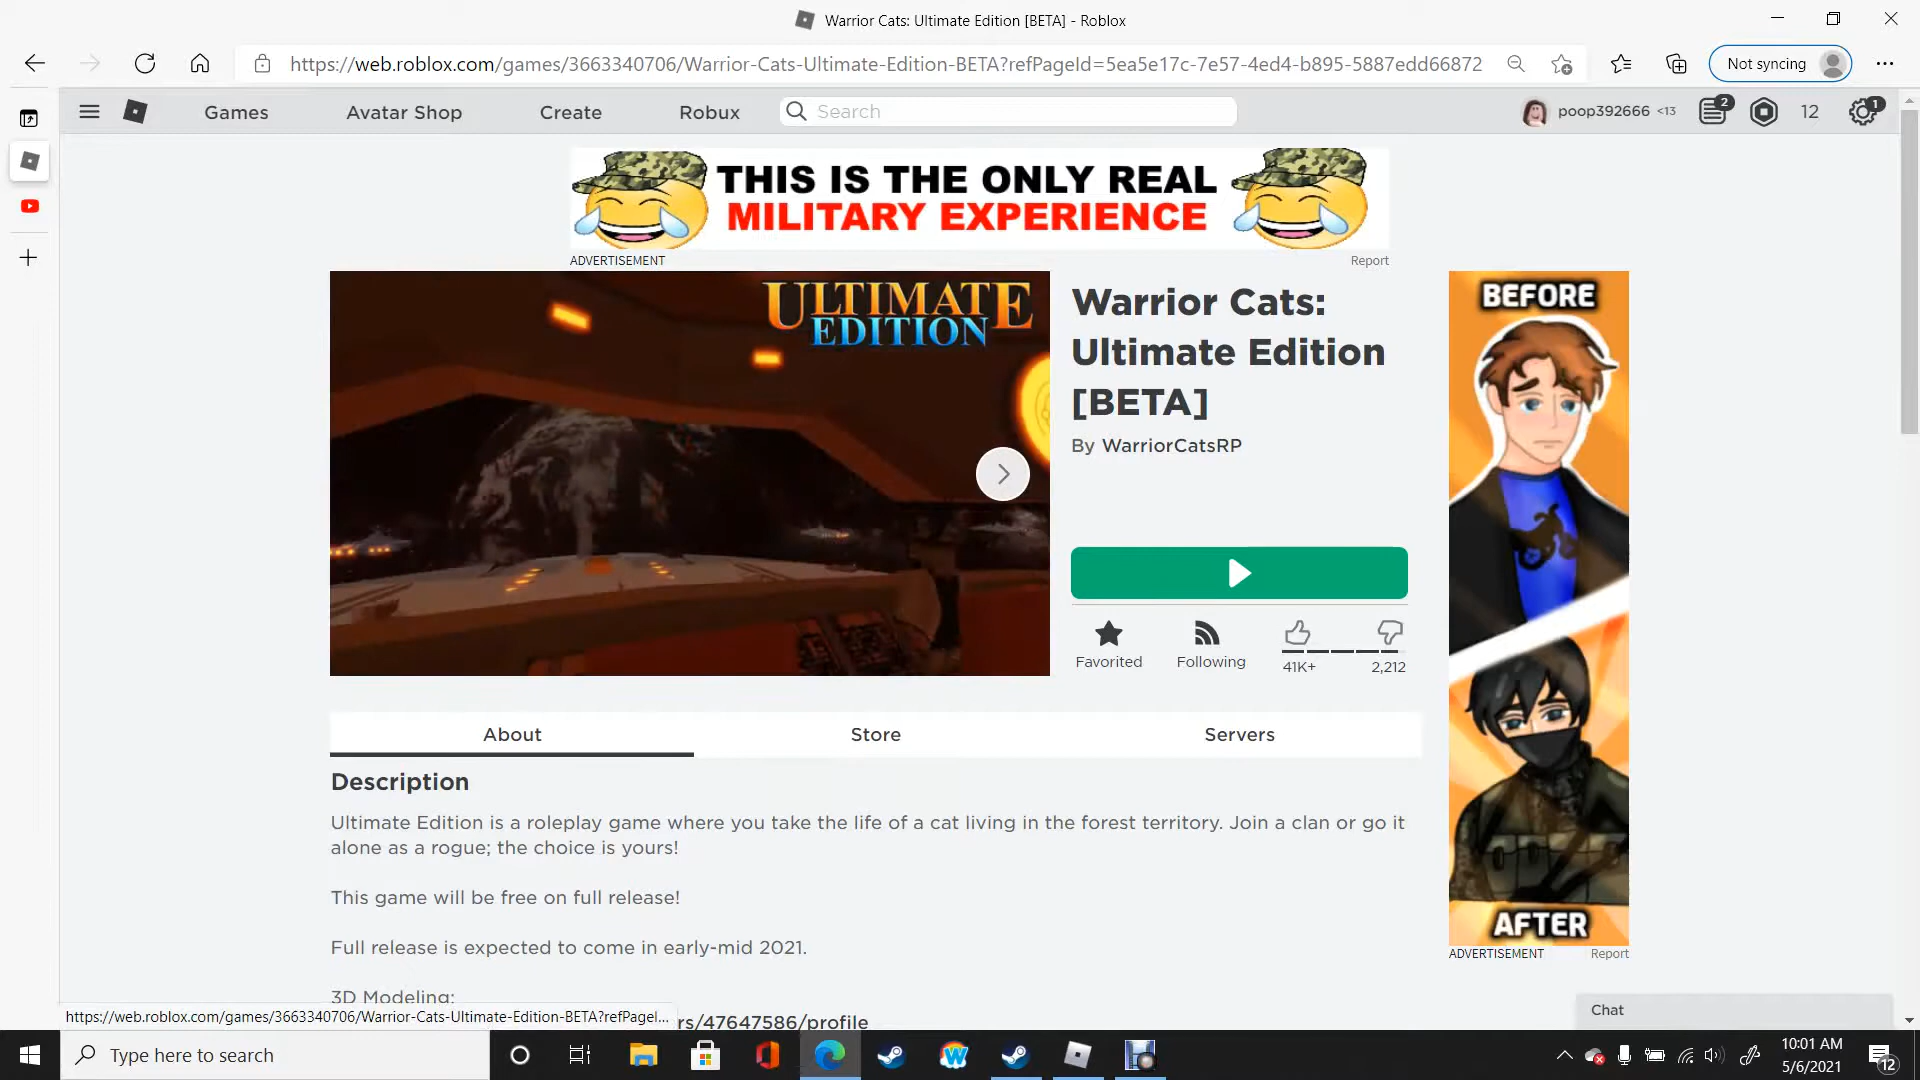 Warrior Cats: Ultimate Edition [BETA] - Roblox
https://web.roblox.com/games/3663340706/Warrior-Cats-Ultimate-Edition-BETA?refPageId=5ea5e17c-7e57-4ed4-b895-5887edd66872
Not syncing
Games
Avatar Shop
Create
Robux
Search
poop392666 <13
2
12
1
THIS IS THE ONLY REAL
MILITARY EXPERIENCE
ADVERTISEMENT
Report
ULTIMATE
EDITION
Warrior Cats:
Ultimate Edition
[BETA]
By WarriorCatsRP
Favorited
Following
41K+
2,212
BEFORE
AFTER
ADVERTISEMENT
Report
About
Store
Servers
Description
Ultimate Edition is a roleplay game where you take the life of a cat living in the forest territory. Join a clan or go it
alone as a rogue; the choice is yours!
This game will be free on full release!
Full release is expected to come in early-mid 2021.
3D Modeling:
rs/47647586/profile
https://web.roblox.com/games/3663340706/Warrior-Cats-Ultimate-Edition-BETA?refPageI...
Chat
Type here to search
10:01 AM
5/6/2021
12